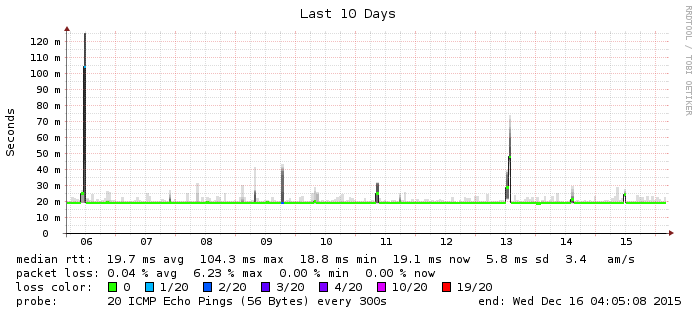 Last 10 Days
RRDTOOL / TOBI OETIKER
Seconds
120 m
110 m
100 m
90 m
80 m
70 m
60 m
50 m
40 m
30 m
20 m
10 m
0
06 07 08 09 10 11 12 13 14 15
median rtt: 19.7 ms avg 104.3 ms max 18.8 ms min 19.1 ms now 5.8 ms sd 3.4 am/s
packet loss: 0.04 % avg 6.23 % max 0.00 % min 0.00 % now
loss color: 0 1/20 2/20 3/20 4/20 10/20 19/20
probe: 20 ICMP Echo Pings (56 Bytes) every 300s end: Wed Dec 16 04:05:08 2015